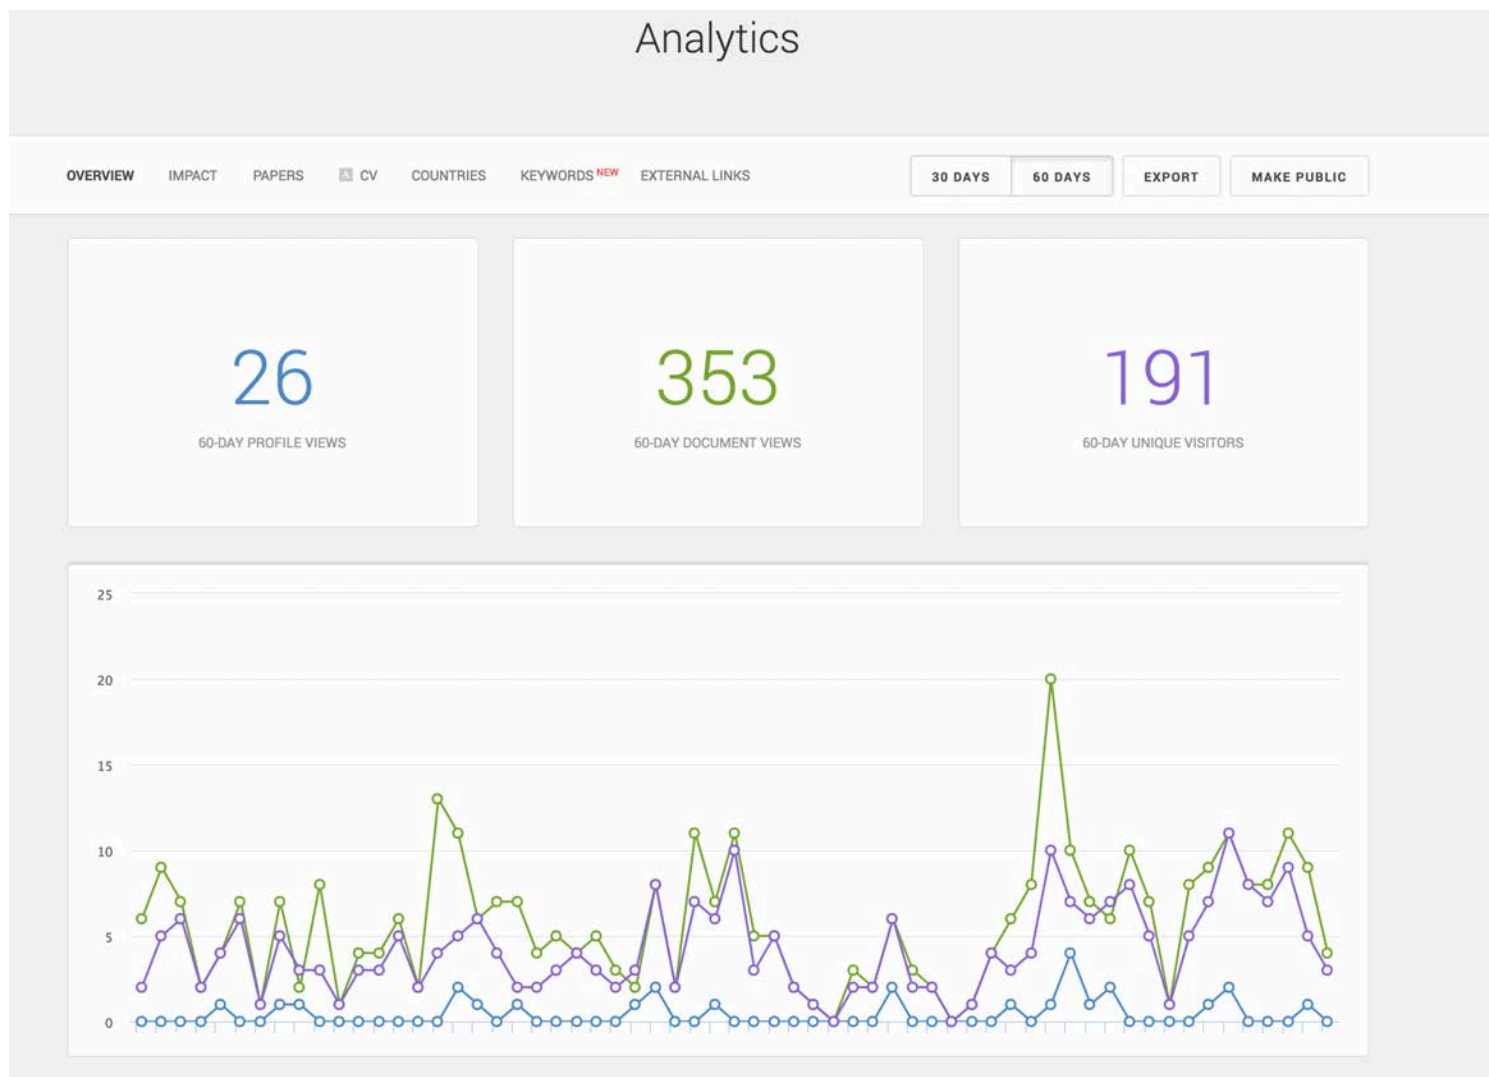 Analytics
OVERVIEW IMPACT PAPERS A CV COUNTRIES KEYWORDS NEW EXTERNAL LINKS 30 DAYS 60 DAYS EXPORT MAKE PUBLIC
26 353 191
60-DAY PROFILE VIEWS 60-DAY DOCUMENT VIEWS 60-DAY UNIQUE VISITORS
25
20
15
10
5
0